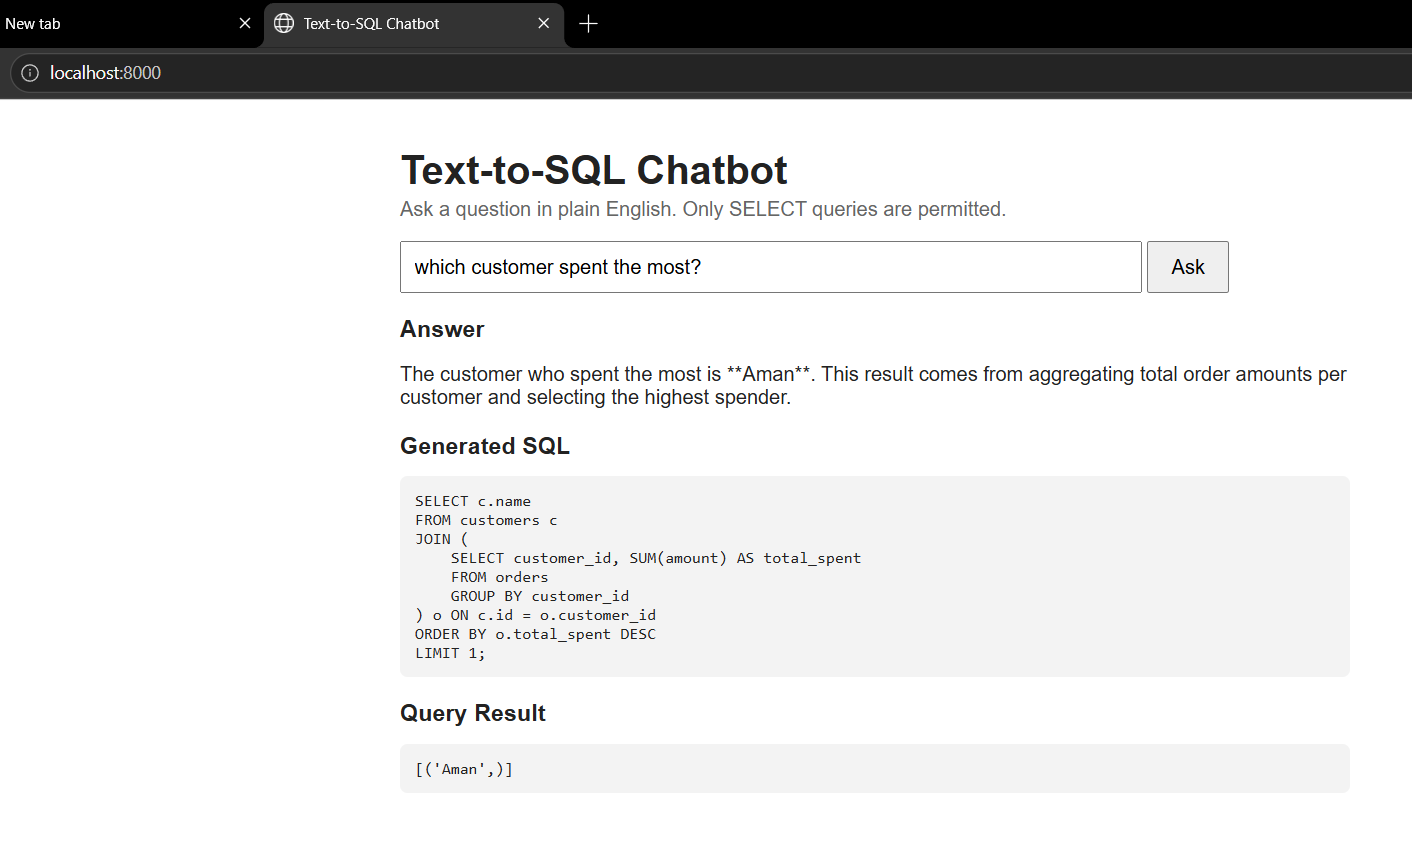 New tab
Text-to-SQL Chatbot
localhost:8000
Text-to-SQL Chatbot
Ask a question in plain English. Only SELECT queries are permitted.
which customer spent the most?
Ask
Answer
The customer who spent the most is **Aman**. This result comes from aggregating total order amounts per
customer and selecting the highest spender.
Generated SQL
SELECT c.name
FROM customers c
JOIN (
    SELECT customer_id, SUM(amount) AS total_spent
    FROM orders
    GROUP BY customer_id
) o ON c.id = o.customer_id
ORDER BY o.total_spent DESC
LIMIT 1;
Query Result
[('Aman',)]